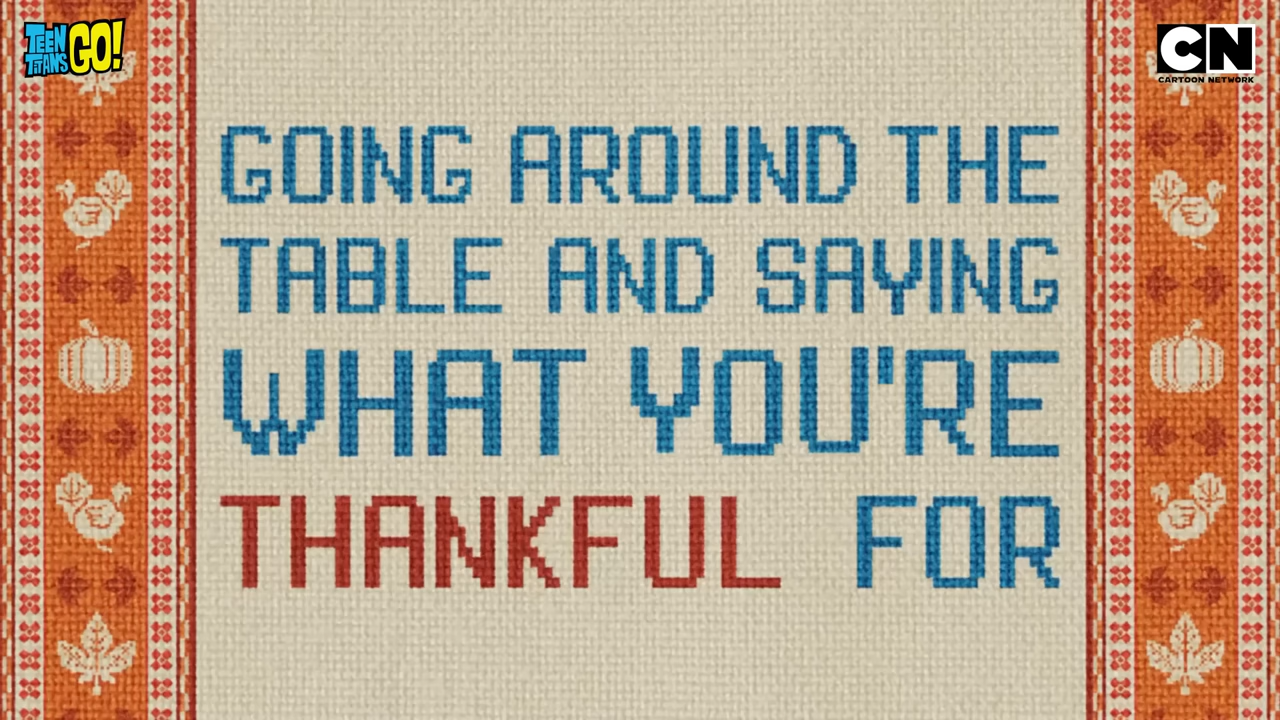 TEEN
TITANS
GO!
CN
CARTOON NETWORK
GOING AROUND THE
TABLE AND SAYING
WHAT YOU'RE
THANKFUL FOR